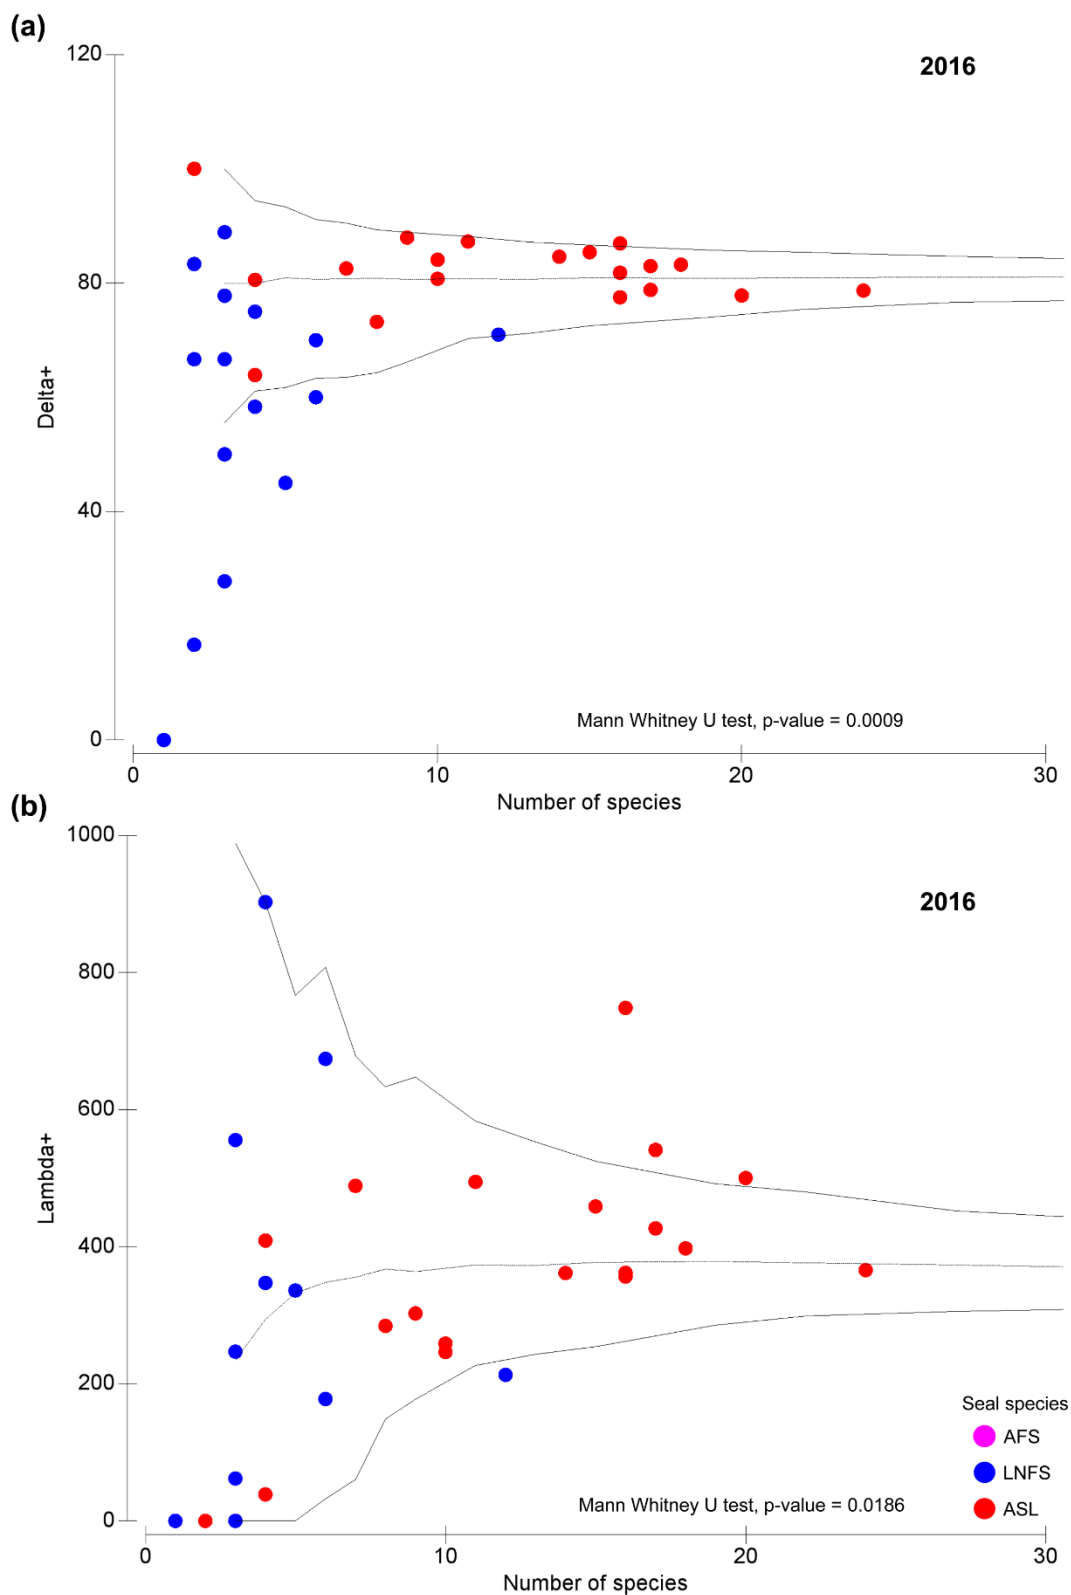 (a)
120
2016
80
Delta+
40
Mann Whitney U test, p-value = 0.0009
0
0 10 20 30
Number of species
(b)
1000
2016
800
600
Lambda+
400
200
Seal species
AFS
LNFS
Mann Whitney U test, p-value = 0.0186
ASL
0
0 10 20 30
Number of species